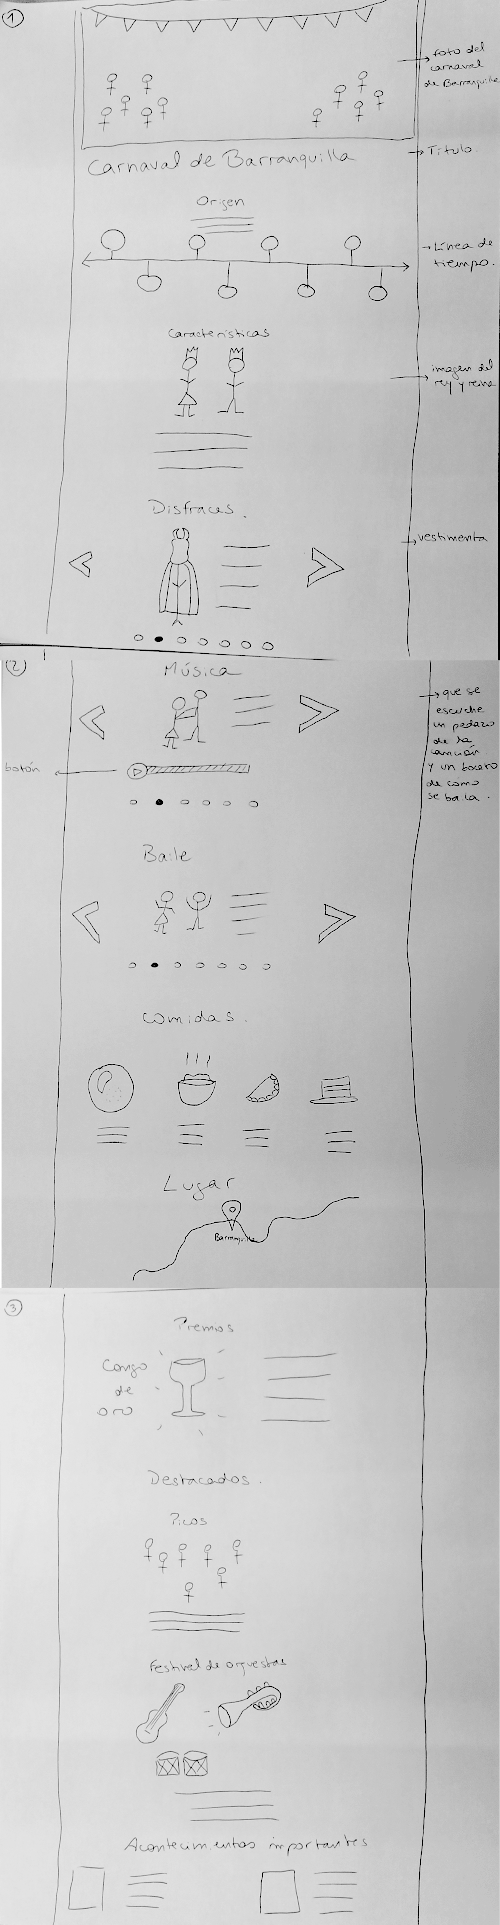 1
foto del
carnaval
de Barranquilla
Carnaval de Barranquilla
Titulo.
Origen
Línea de
tiempo.
Características
imagen del
rey y reina
Disfraces.
vestimenta
2
Música
que se
escuche
un pedazo
de la
canción
y un boceto
de como
se baila.
botón
Baile
Comidas.
Lugar
Barranquilla
3
Premios
Congo
de
oro
Destacados.
Picos
Festival de orquestas
Acontecimientos importantes